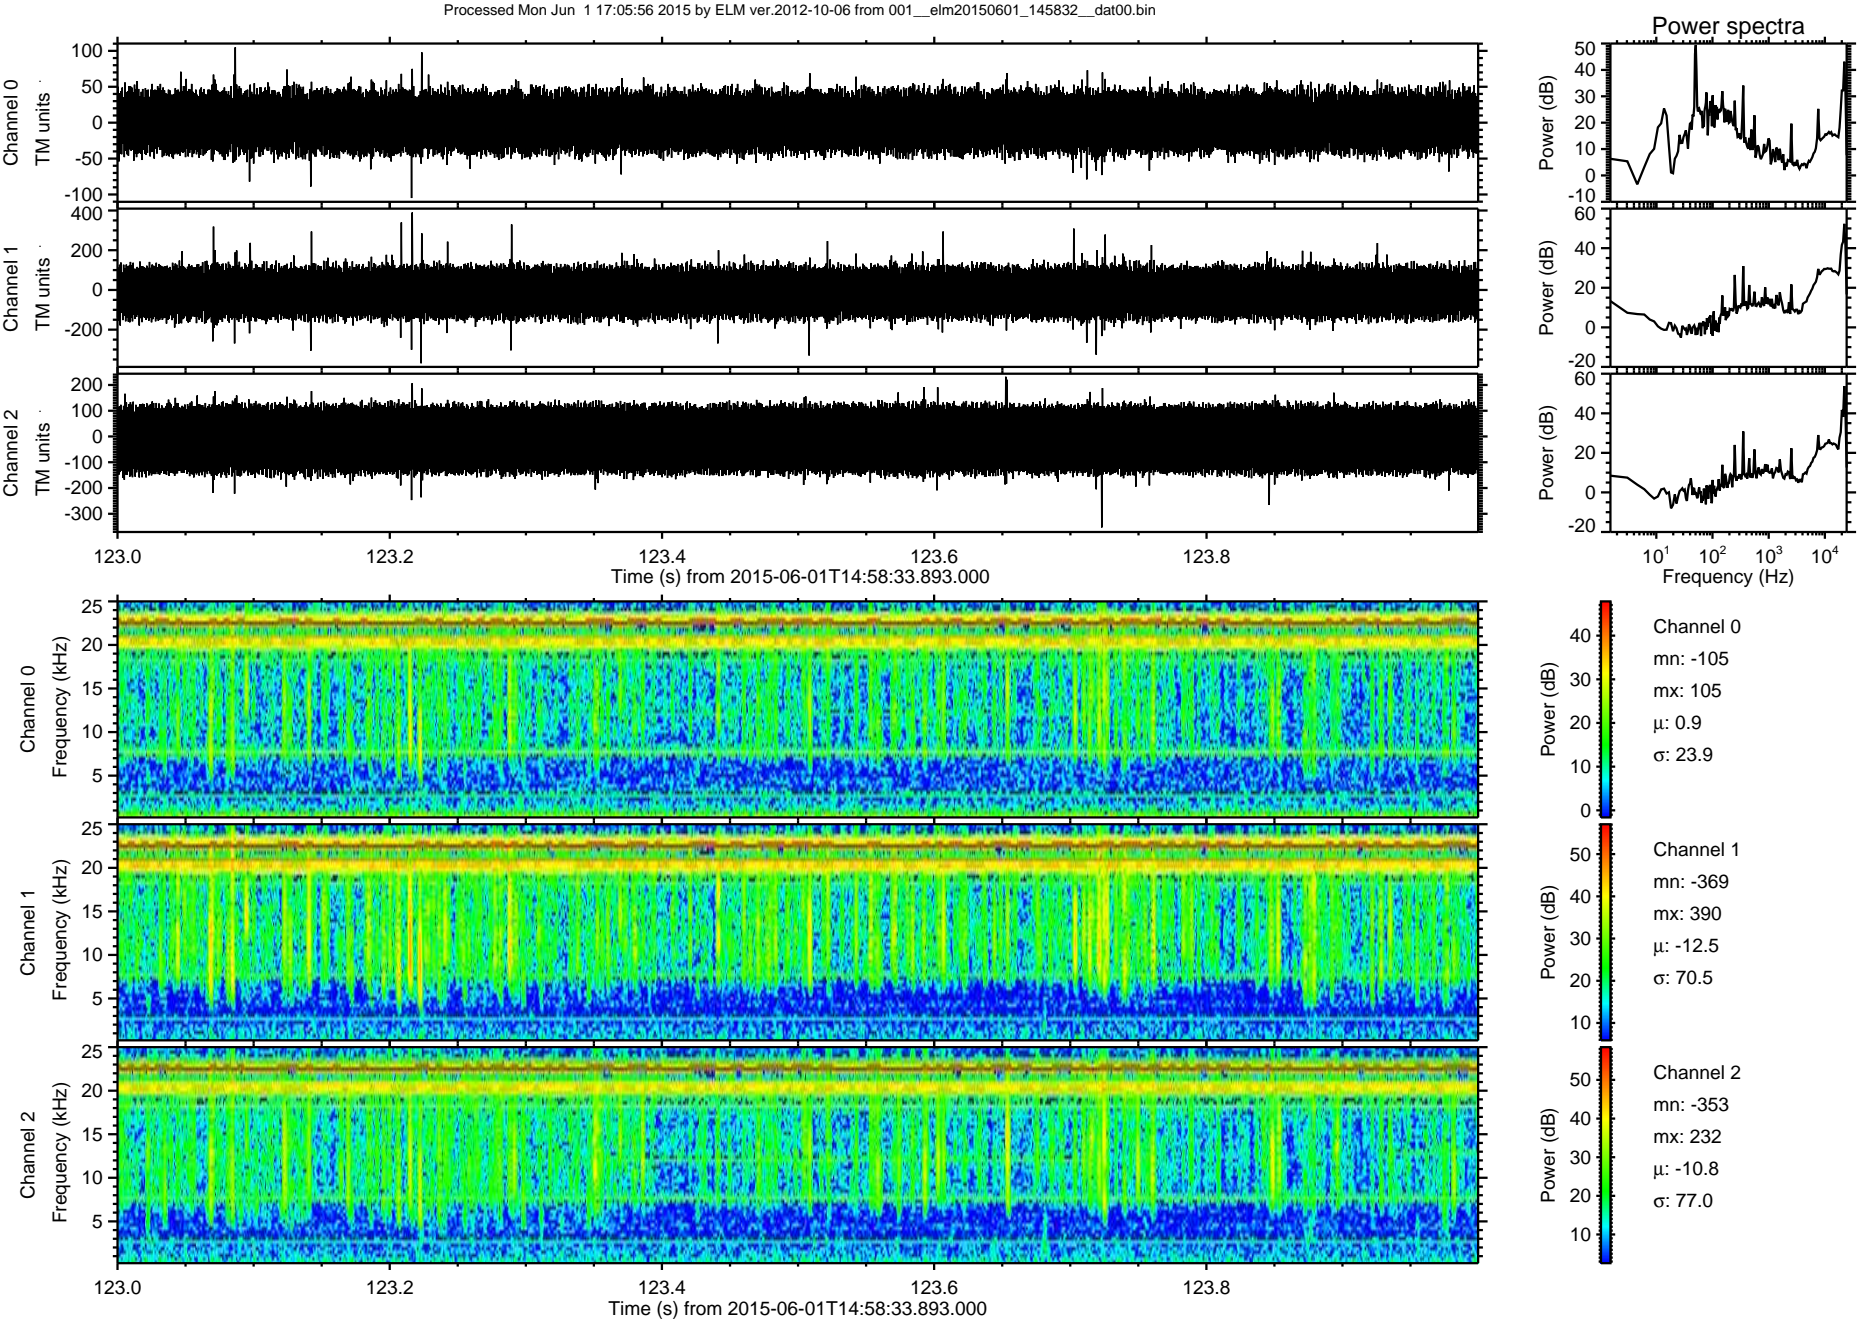 Processed Mon Jun 1 17:05:56 2015 by ELM ver.2012-10-06 from 001__elm20150601_145832__dat00.bin
Power spectra
Channel 0
TM units
100
50
0
-50
-100
Power (dB)
50
40
30
20
10
0
-10
Channel 1
TM units
400
200
0
-200
Power (dB)
60
40
20
0
-20
Channel 2
TM units
200
100
0
-100
-200
-300
Power (dB)
60
40
20
0
-20
123.0 123.2 123.4 123.6 123.8
Time (s) from 2015-06-01T14:58:33.893.000
10^1 10^2 10^3 10^4
Frequency (Hz)
Channel 0
Frequency (kHz)
25
20
15
10
5
Power (dB)
40
30
20
10
0
Channel 0
mn: -105
mx: 105
μ: 0.9
σ: 23.9
Channel 1
Frequency (kHz)
25
20
15
10
5
Power (dB)
50
40
30
20
10
Channel 1
mn: -369
mx: 390
μ: -12.5
σ: 70.5
Channel 2
Frequency (kHz)
25
20
15
10
5
Power (dB)
50
40
30
20
10
Channel 2
mn: -353
mx: 232
μ: -10.8
σ: 77.0
123.0 123.2 123.4 123.6 123.8
Time (s) from 2015-06-01T14:58:33.893.000